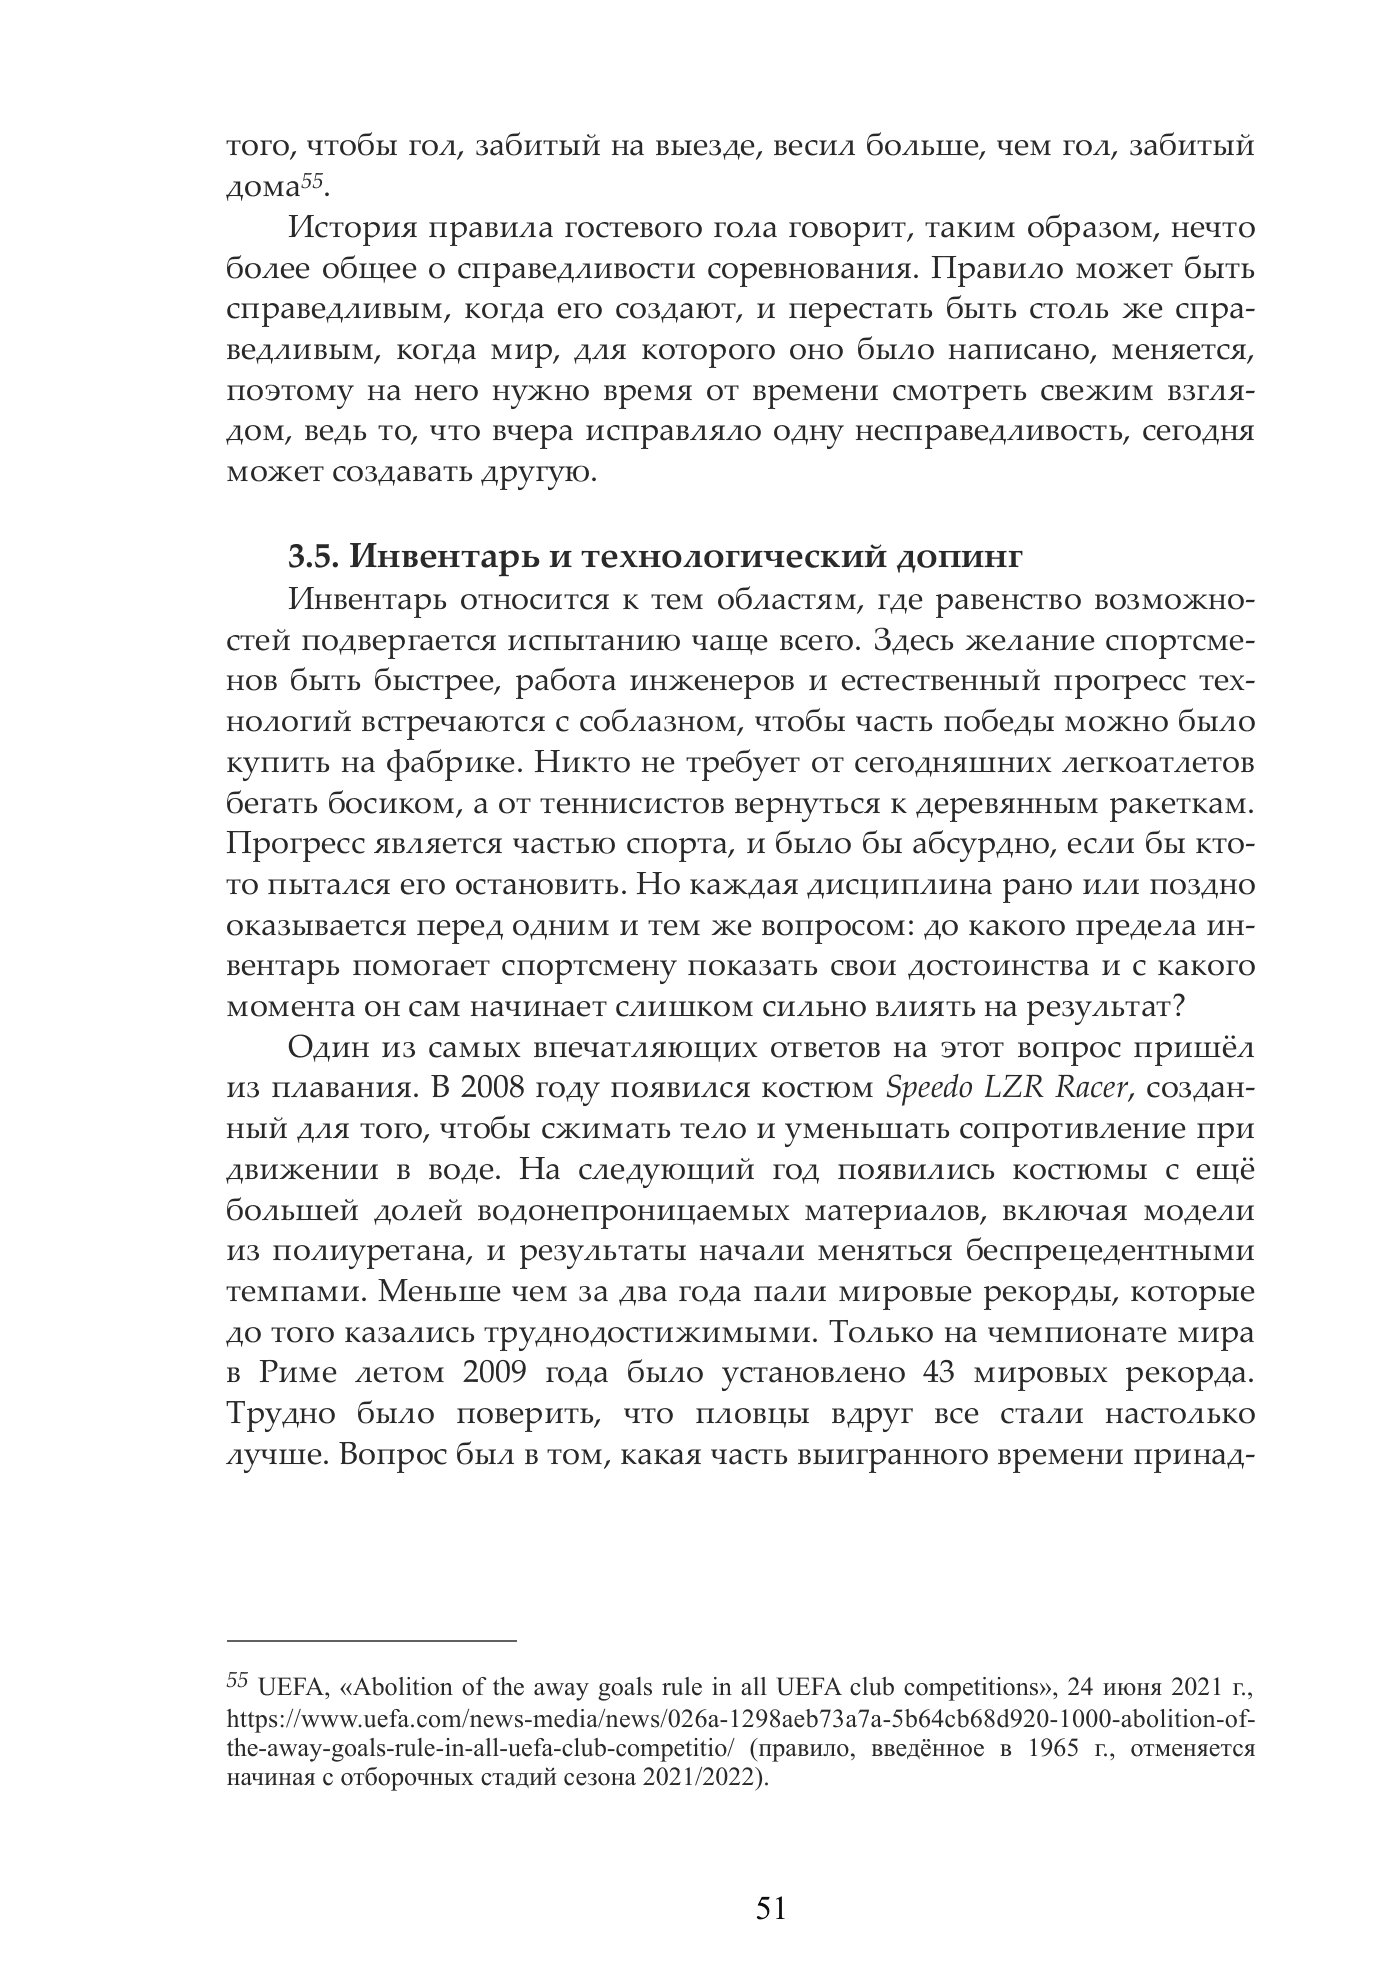 того, чтобы гол, забитый на выезде, весил больше, чем гол, забитый
дома⁵⁵.
История правила гостевого гола говорит, таким образом, нечто
более общее о справедливости соревнования. Правило может быть
справедливым, когда его создают, и перестать быть столь же спра-
ведливым, когда мир, для которого оно было написано, меняется,
поэтому на него нужно время от времени смотреть свежим взгля-
дом, ведь то, что вчера исправляло одну несправедливость, сегодня
может создавать другую.
3.5. Инвентарь и технологический допинг
Инвентарь относится к тем областям, где равенство возможно-
стей подвергается испытанию чаще всего. Здесь желание спортсме-
нов быть быстрее, работа инженеров и естественный прогресс тех-
нологий встречаются с соблазном, чтобы часть победы можно было
купить на фабрике. Никто не требует от сегодняшних легкоатлетов
бегать босиком, а от теннисистов вернуться к деревянным ракеткам.
Прогресс является частью спорта, и было бы абсурдно, если бы кто-
то пытался его остановить. Но каждая дисциплина рано или поздно
оказывается перед одним и тем же вопросом: до какого предела ин-
вентарь помогает спортсмену показать свои достоинства и с какого
момента он сам начинает слишком сильно влиять на результат?
Один из самых впечатляющих ответов на этот вопрос пришёл
из плавания. В 2008 году появился костюм Speedo LZR Racer, создан-
ный для того, чтобы сжимать тело и уменьшать сопротивление при
движении в воде. На следующий год появились костюмы с ещё
большей долей водонепроницаемых материалов, включая модели
из полиуретана, и результаты начали меняться беспрецедентными
темпами. Меньше чем за два года пали мировые рекорды, которые
до того казались труднодостижимыми. Только на чемпионате мира
в Риме летом 2009 года было установлено 43 мировых рекорда.
Трудно было поверить, что пловцы вдруг все стали настолько
лучше. Вопрос был в том, какая часть выигранного времени принад-
55 UEFA, «Abolition of the away goals rule in all UEFA club competitions», 24 июня 2021 г.,
https://www.uefa.com/news-media/news/026a-1298aeb73a7a-5b64cb68d920-1000-abolition-of-
the-away-goals-rule-in-all-uefa-club-competitio/ (правило, введённое в 1965 г., отменяется
начиная с отборочных стадий сезона 2021/2022).
51